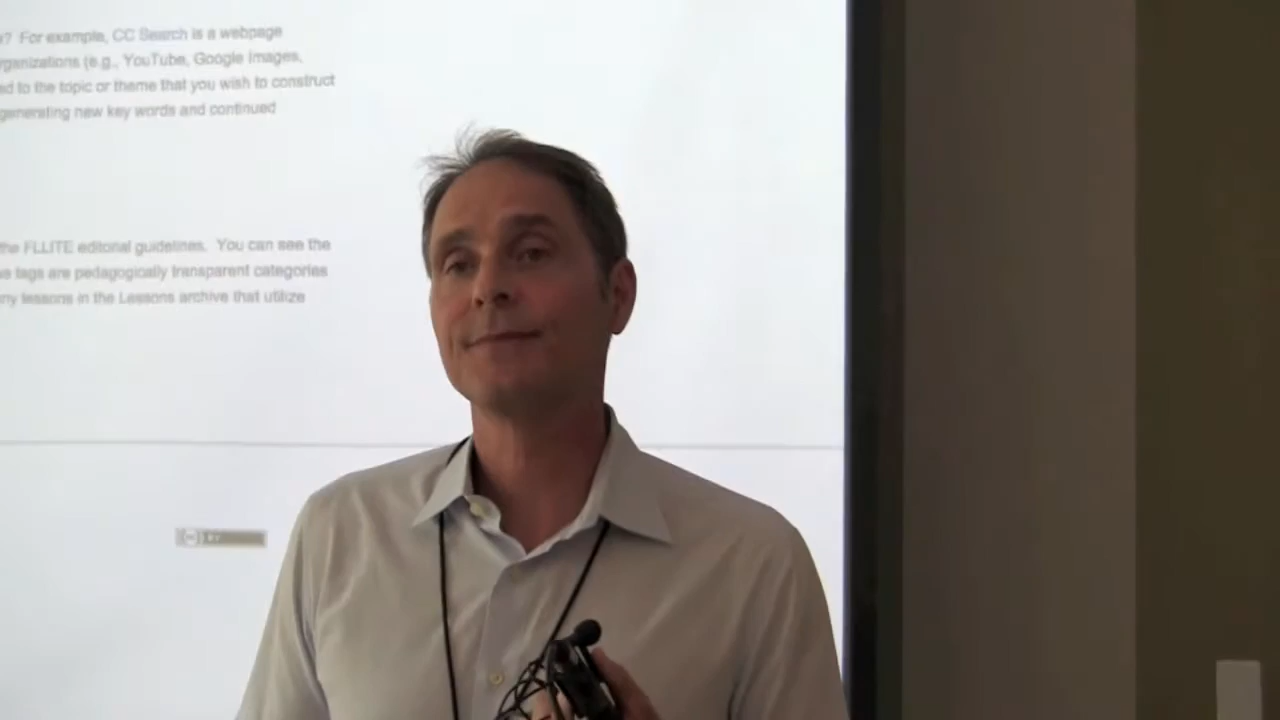 ? For example, CC Search is a webpage
rganizations (e.g., YouTube, Google Images,
ed to the topic or theme that you wish to construct
generating new key words and continued
the FLLITE editorial guidelines. You can see the
tags are pedagogically transparent categories
ny lessons in the Lessons archive that utilize